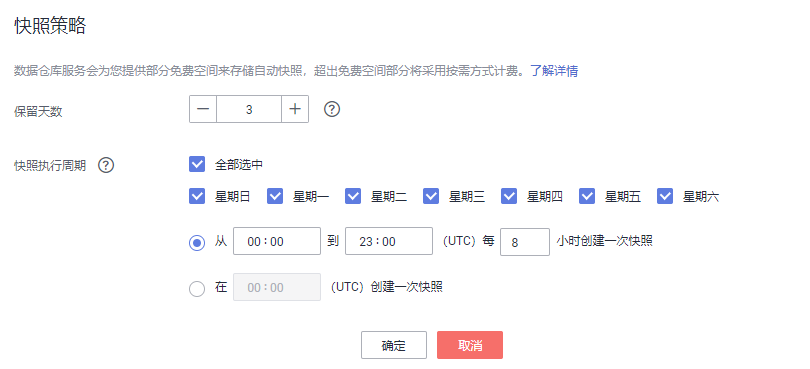 快照策略
数据仓库服务会为您提供部分免费空间来存储自动快照，超出免费空间部分将采用按需方式计费。了解详情
保留天数 — 3 + ?
快照执行周期 ? 全部选中
星期日 星期一 星期二 星期三 星期四 星期五 星期六
从 00:00 到 23:00 （UTC）每 8 小时创建一次快照
在 00:00 （UTC）创建一次快照
确定 取消